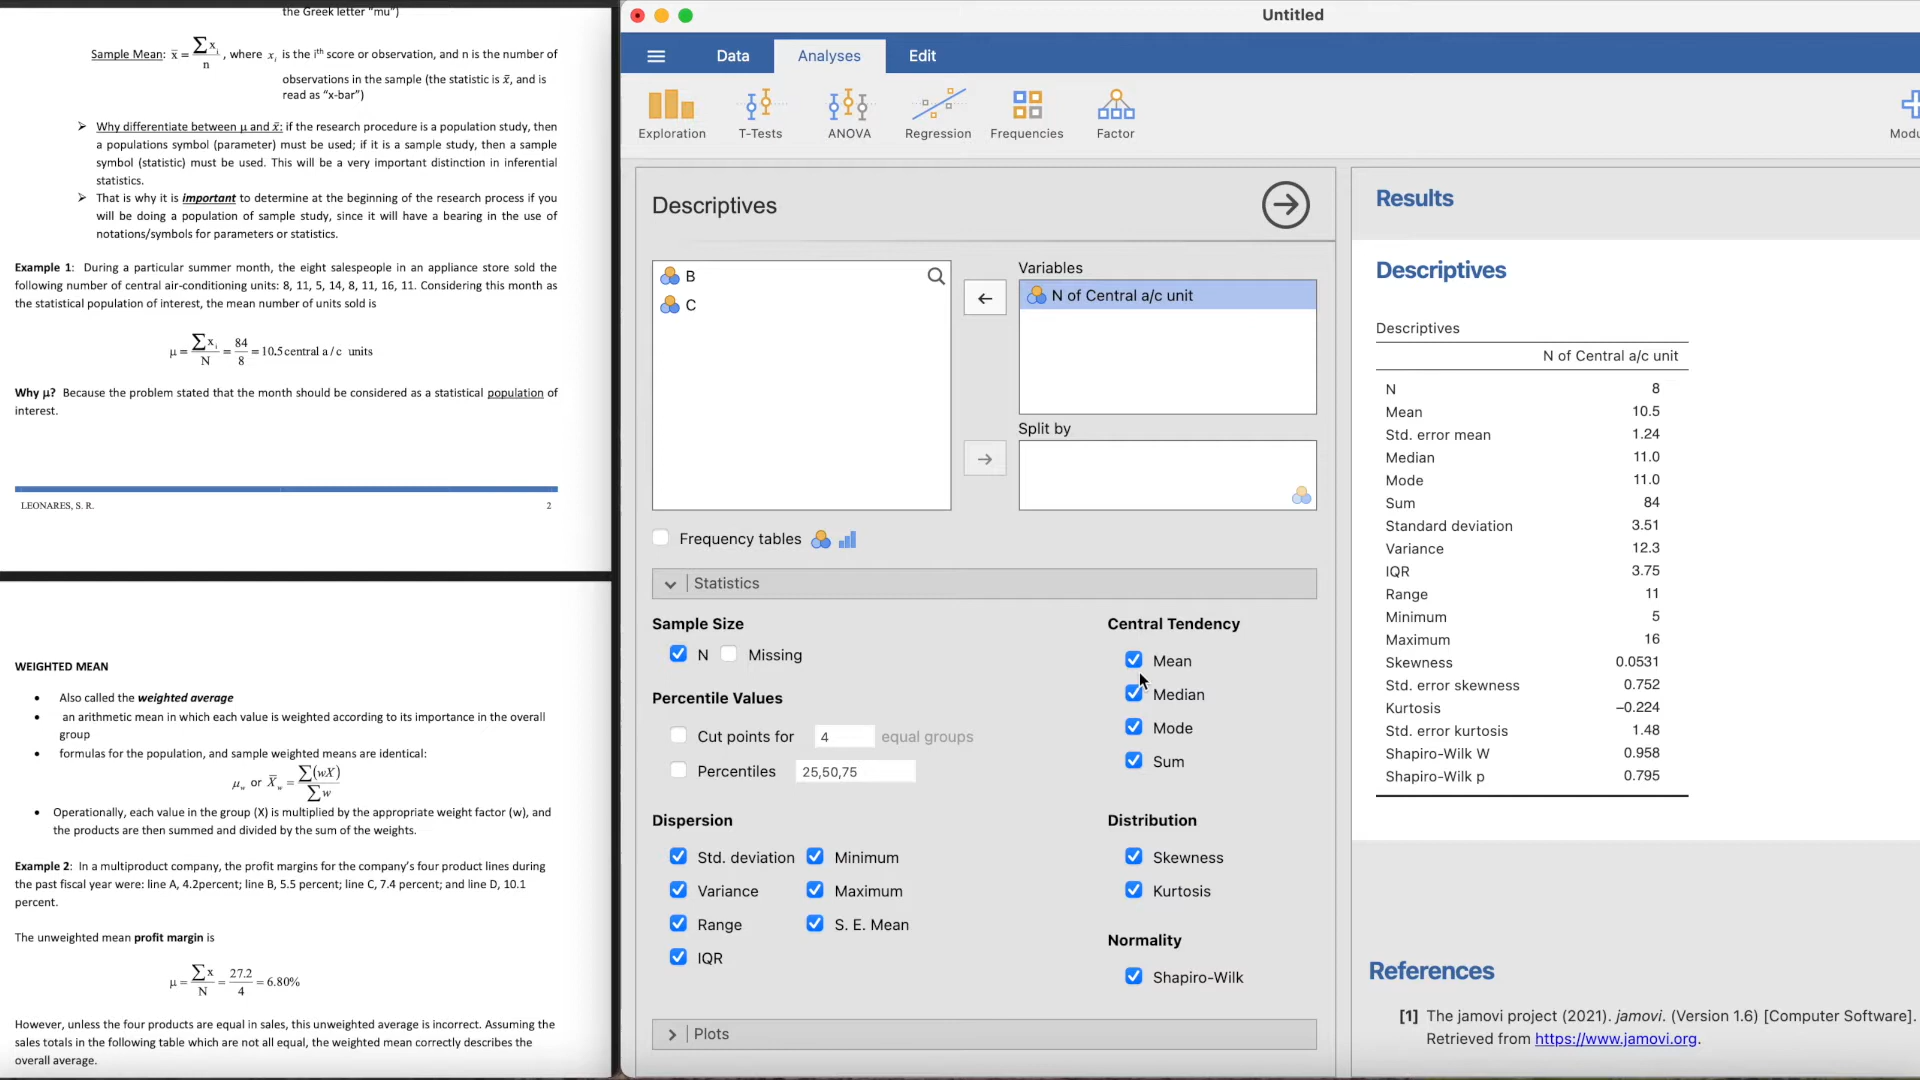 the Greek letter “mu”)
Sample Mean: x̄ = ∑xᵢ / n , where xᵢ is the iᵗʰ score or observation, and n is the number of
observations in the sample (the statistic is x̄, and is
read as “x-bar”)
➢ Why differentiate between μ and x̄: if the research procedure is a population study, then
a populations symbol (parameter) must be used; if it is a sample study, then a sample
symbol (statistic) must be used. This will be a very important distinction in inferential
statistics.
➢ That is why it is important to determine at the beginning of the research process if you
will be doing a population of sample study, since it will have a bearing in the use of
notations/symbols for parameters or statistics.
Example 1: During a particular summer month, the eight salespeople in an appliance store sold the
following number of central air-conditioning units: 8, 11, 5, 14, 8, 11, 16, 11. Considering this month as
the statistical population of interest, the mean number of units sold is
μ = ∑xᵢ / N = 84 / 8 = 10.5 central a / c units
Why μ? Because the problem stated that the month should be considered as a statistical population of
interest.
LEONARES, S. R. 2
WEIGHTED MEAN
• Also called the weighted average
• an arithmetic mean in which each value is weighted according to its importance in the overall
group
• formulas for the population, and sample weighted means are identical:
μw or X̄w = ∑(wX) / ∑w
• Operationally, each value in the group (X) is multiplied by the appropriate weight factor (w), and
the products are then summed and divided by the sum of the weights.
Example 2: In a multiproduct company, the profit margins for the company’s four product lines during
the past fiscal year were: line A, 4.2percent; line B, 5.5 percent; line C, 7.4 percent; and line D, 10.1
percent.
The unweighted mean profit margin is
μ = ∑x / N = 27.2 / 4 = 6.80%
However, unless the four products are equal in sales, this unweighted average is incorrect. Assuming the
sales totals in the following table which are not all equal, the weighted mean correctly describes the
overall average.
Untitled
Data Analyses Edit
Exploration T-Tests ANOVA Regression Frequencies Factor Modu
Descriptives
B
C
Variables
N of Central a/c unit
Split by
Frequency tables
Statistics
Sample Size
N Missing
Percentile Values
Cut points for 4 equal groups
Percentiles 25,50,75
Central Tendency
Mean
Median
Mode
Sum
Dispersion
Std. deviation Minimum
Variance Maximum
Range S. E. Mean
IQR
Distribution
Skewness
Kurtosis
Normality
Shapiro-Wilk
Plots
Results
Descriptives
Descriptives
N of Central a/c unit
N 8
Mean 10.5
Std. error mean 1.24
Median 11.0
Mode 11.0
Sum 84
Standard deviation 3.51
Variance 12.3
IQR 3.75
Range 11
Minimum 5
Maximum 16
Skewness 0.0531
Std. error skewness 0.752
Kurtosis −0.224
Std. error kurtosis 1.48
Shapiro-Wilk W 0.958
Shapiro-Wilk p 0.795
References
[1] The jamovi project (2021). jamovi. (Version 1.6) [Computer Software].
Retrieved from https://www.jamovi.org.